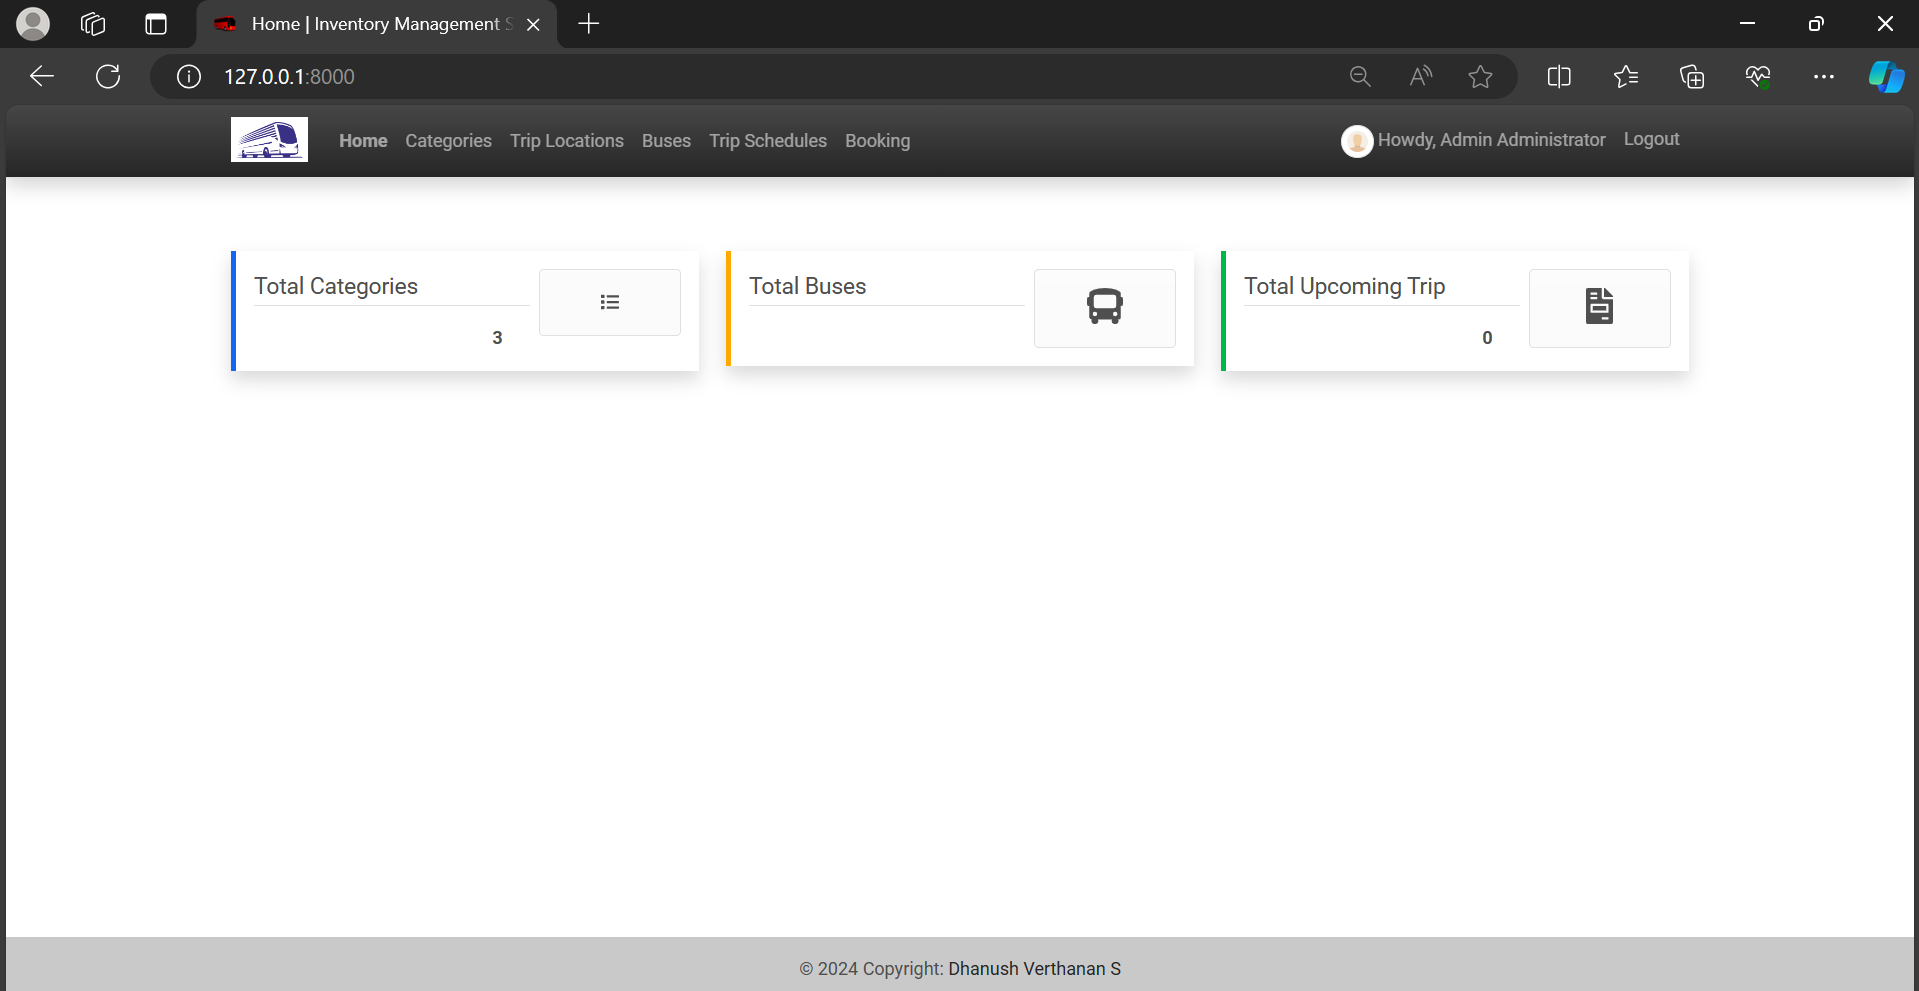 Home | Inventory Management S
127.0.0.1:8000
Home Categories Trip Locations Buses Trip Schedules Booking Howdy, Admin Administrator Logout
Total Categories
3
Total Buses
Total Upcoming Trip
0
© 2024 Copyright: Dhanush Verthanan S